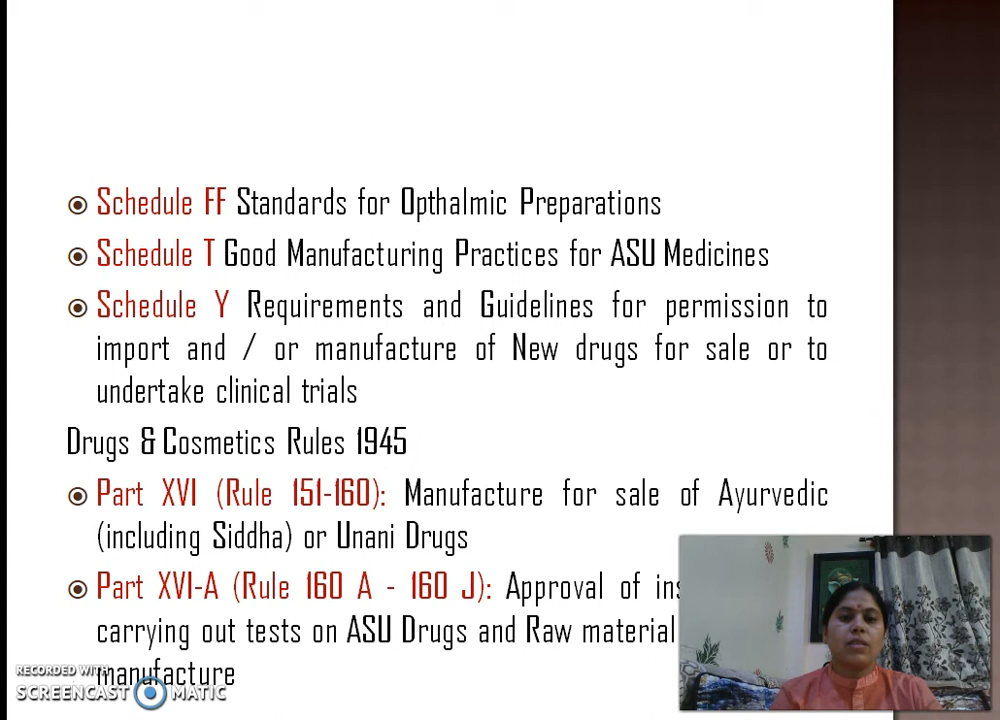 Schedule FF Standards for Opthalmic Preparations
Schedule T Good Manufacturing Practices for ASU Medicines
Schedule Y Requirements and Guidelines for permission to
import and / or manufacture of New drugs for sale or to
undertake clinical trials
Drugs & Cosmetics Rules 1945
Part XVI (Rule 151-160): Manufacture for sale of Ayurvedic
(including Siddha) or Unani Drugs
Part XVI-A (Rule 160 A - 160 J): Approval of
carrying out tests on ASU Drugs and Raw material
manufacture
RECORDED WITH
SCREENCAST MATIC